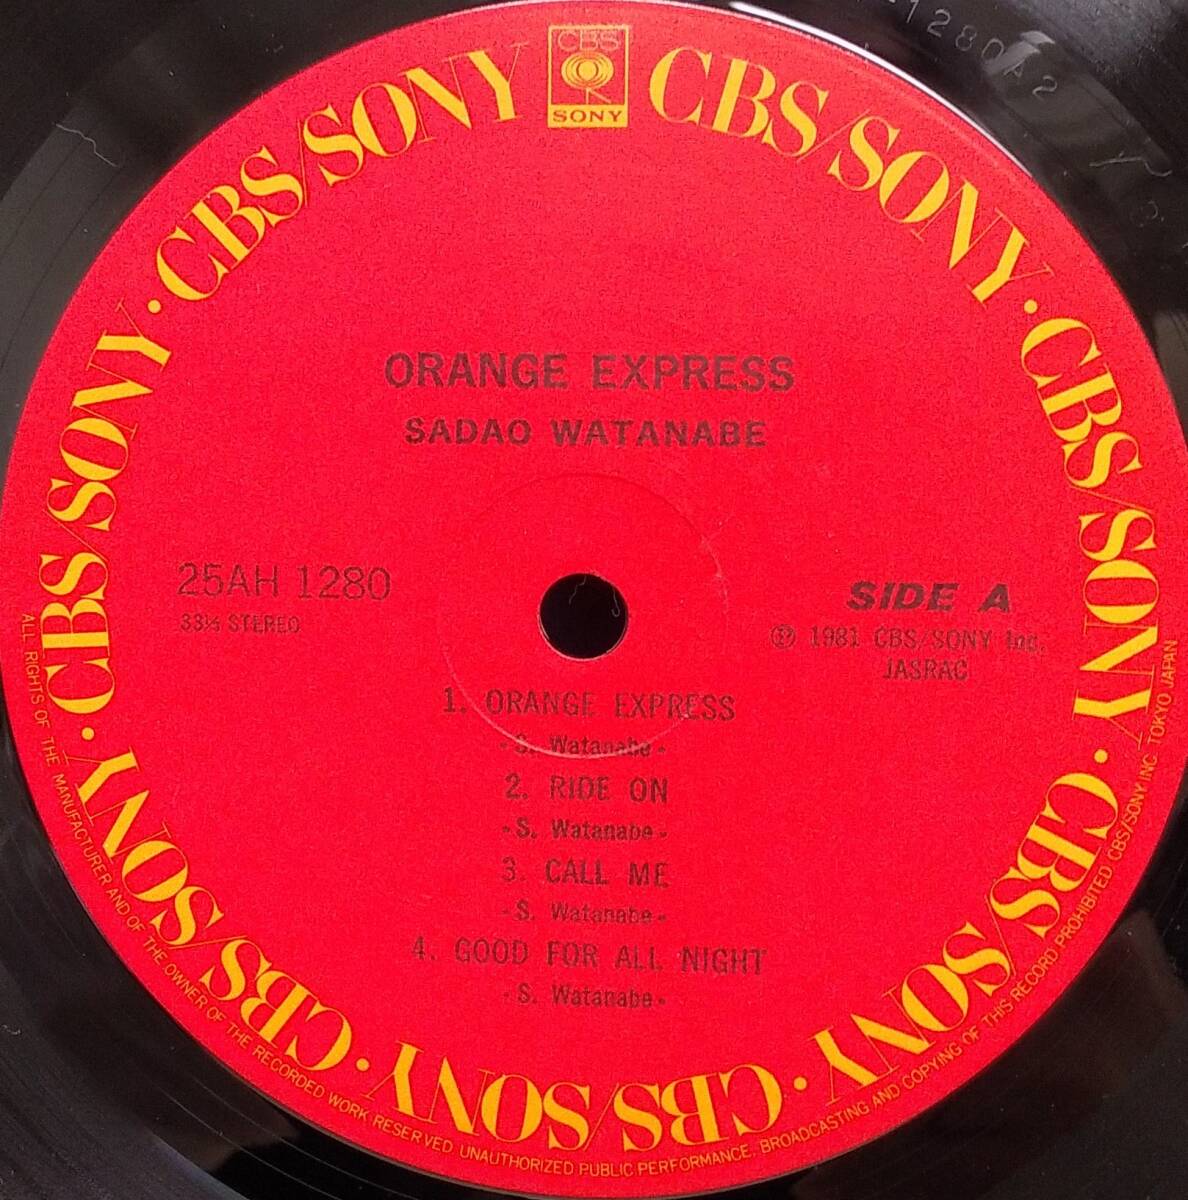 CBS
SONY
CBS/SONY · CBS/SONY · CBS/SONY · CBS/SONY · CBS/SONY · CBS/SONY · CBS/SONY
1280A2
ORANGE EXPRESS
SADAO WATANABE
25AH 1280
33⅓ STEREO
SIDE A
Ⓟ 1981 CBS/SONY Inc.
JASRAC
1. ORANGE EXPRESS
- S. Watanabe -
2. RIDE ON
- S. Watanabe -
3. CALL ME
- S. Watanabe -
4. GOOD FOR ALL NIGHT
- S. Watanabe -
ALL RIGHTS OF THE MANUFACTURER AND OF THE OWNER OF THE RECORDED WORK RESERVED. UNAUTHORIZED PUBLIC PERFORMANCE. BROADCASTING AND COPYING OF THIS RECORD PROHIBITED CBS/SONY INC. TOKYO JAPAN